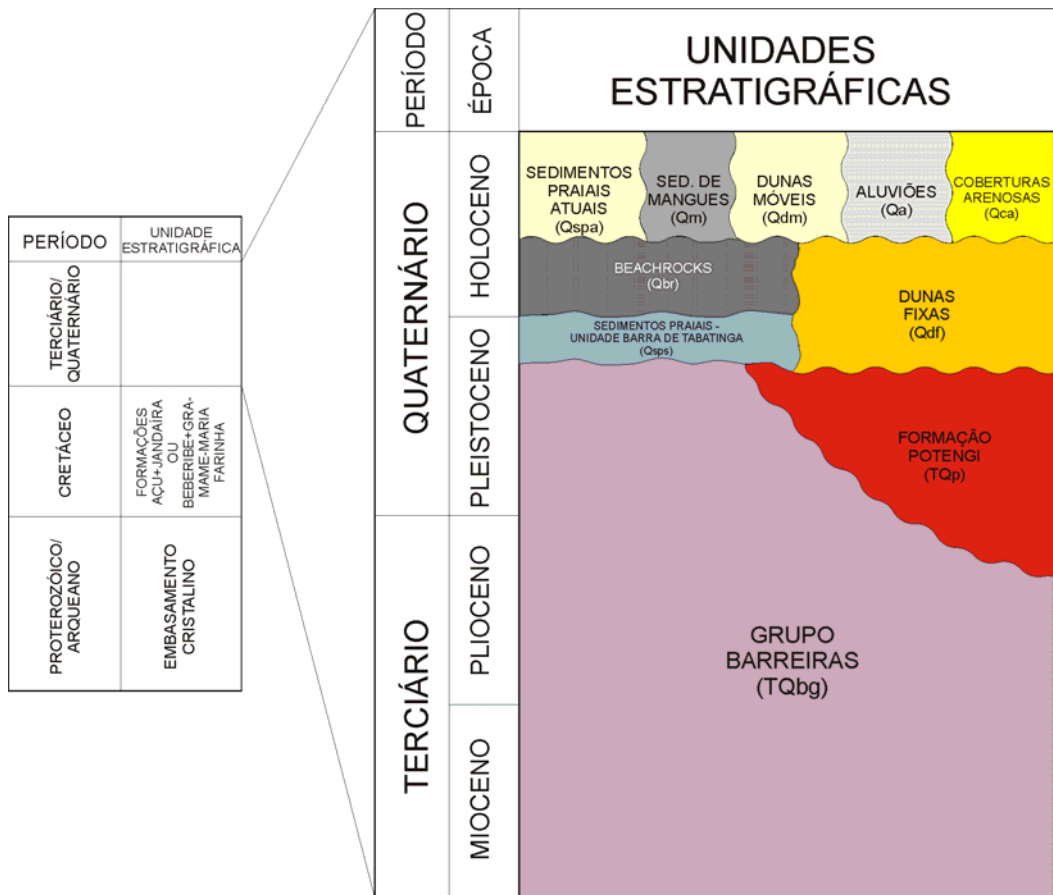 PERÍODO
UNIDADE
ESTRATIGRÁFICA
TERCIÁRIO/
QUATERNÁRIO
CRETÁCEO
FORMAÇÕES
AÇU+JANDAÍRA
OU
BEBERIBE+GRA-
MAME-MARIA
FARINHA
PROTEROZÓICO/
ARQUEANO
EMBASAMENTO
CRISTALINO
PERÍODO
ÉPOCA
UNIDADES
ESTRATIGRÁFICAS
QUATERNÁRIO
HOLOCENO
SEDIMENTOS
PRAIAIS
ATUAIS
(Qspa)
SED. DE
MANGUES
(Qm)
DUNAS
MÓVEIS
(Qdm)
ALUVIÕES
(Qa)
COBERTURAS
ARENOSAS
(Qca)
BEACHROCKS
(Qbr)
DUNAS
FIXAS
(Qdf)
PLEISTOCENO
SEDIMENTOS PRAIAIS -
UNIDADE BARRA DE TABATINGA
(Qsps)
FORMAÇÃO
POTENGI
(TQp)
TERCIÁRIO
PLIOCENO
GRUPO
BARREIRAS
(TQbg)
MIOCENO